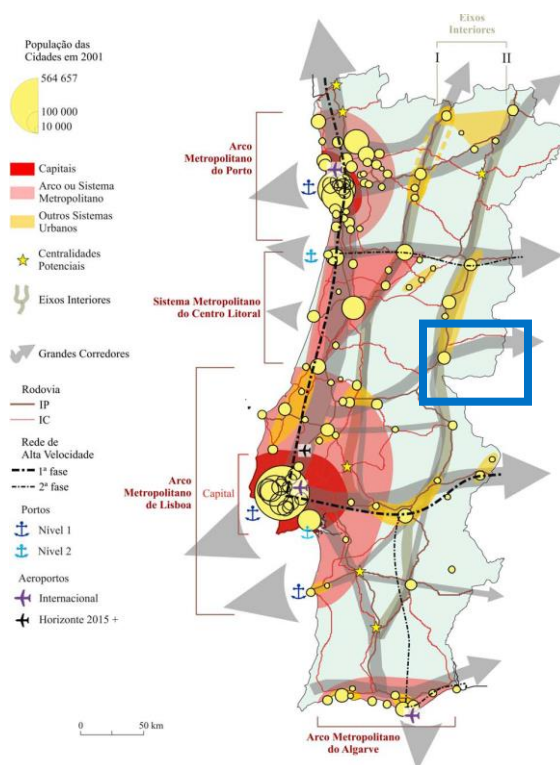 População das
Cidades em 2001
564 657
100 000
10 000
Capitais
Arco ou Sistema
Metropolitano
Outros Sistemas
Urbanos
Centralidades
Potenciais
Eixos Interiores
Grandes Corredores
Rodovia
IP
IC
Rede de
Alta Velocidade
1ª fase
2ª fase
Portos
Nível 1
Nível 2
Aeroportos
Internacional
Horizonte 2015 +
0 50 km
Eixos
Interiores
I II
Arco
Metropolitano
do Porto
Sistema Metropolitano
do Centro Litoral
Arco
Metropolitano
de Lisboa
Capital
Arco Metropolitano
do Algarve